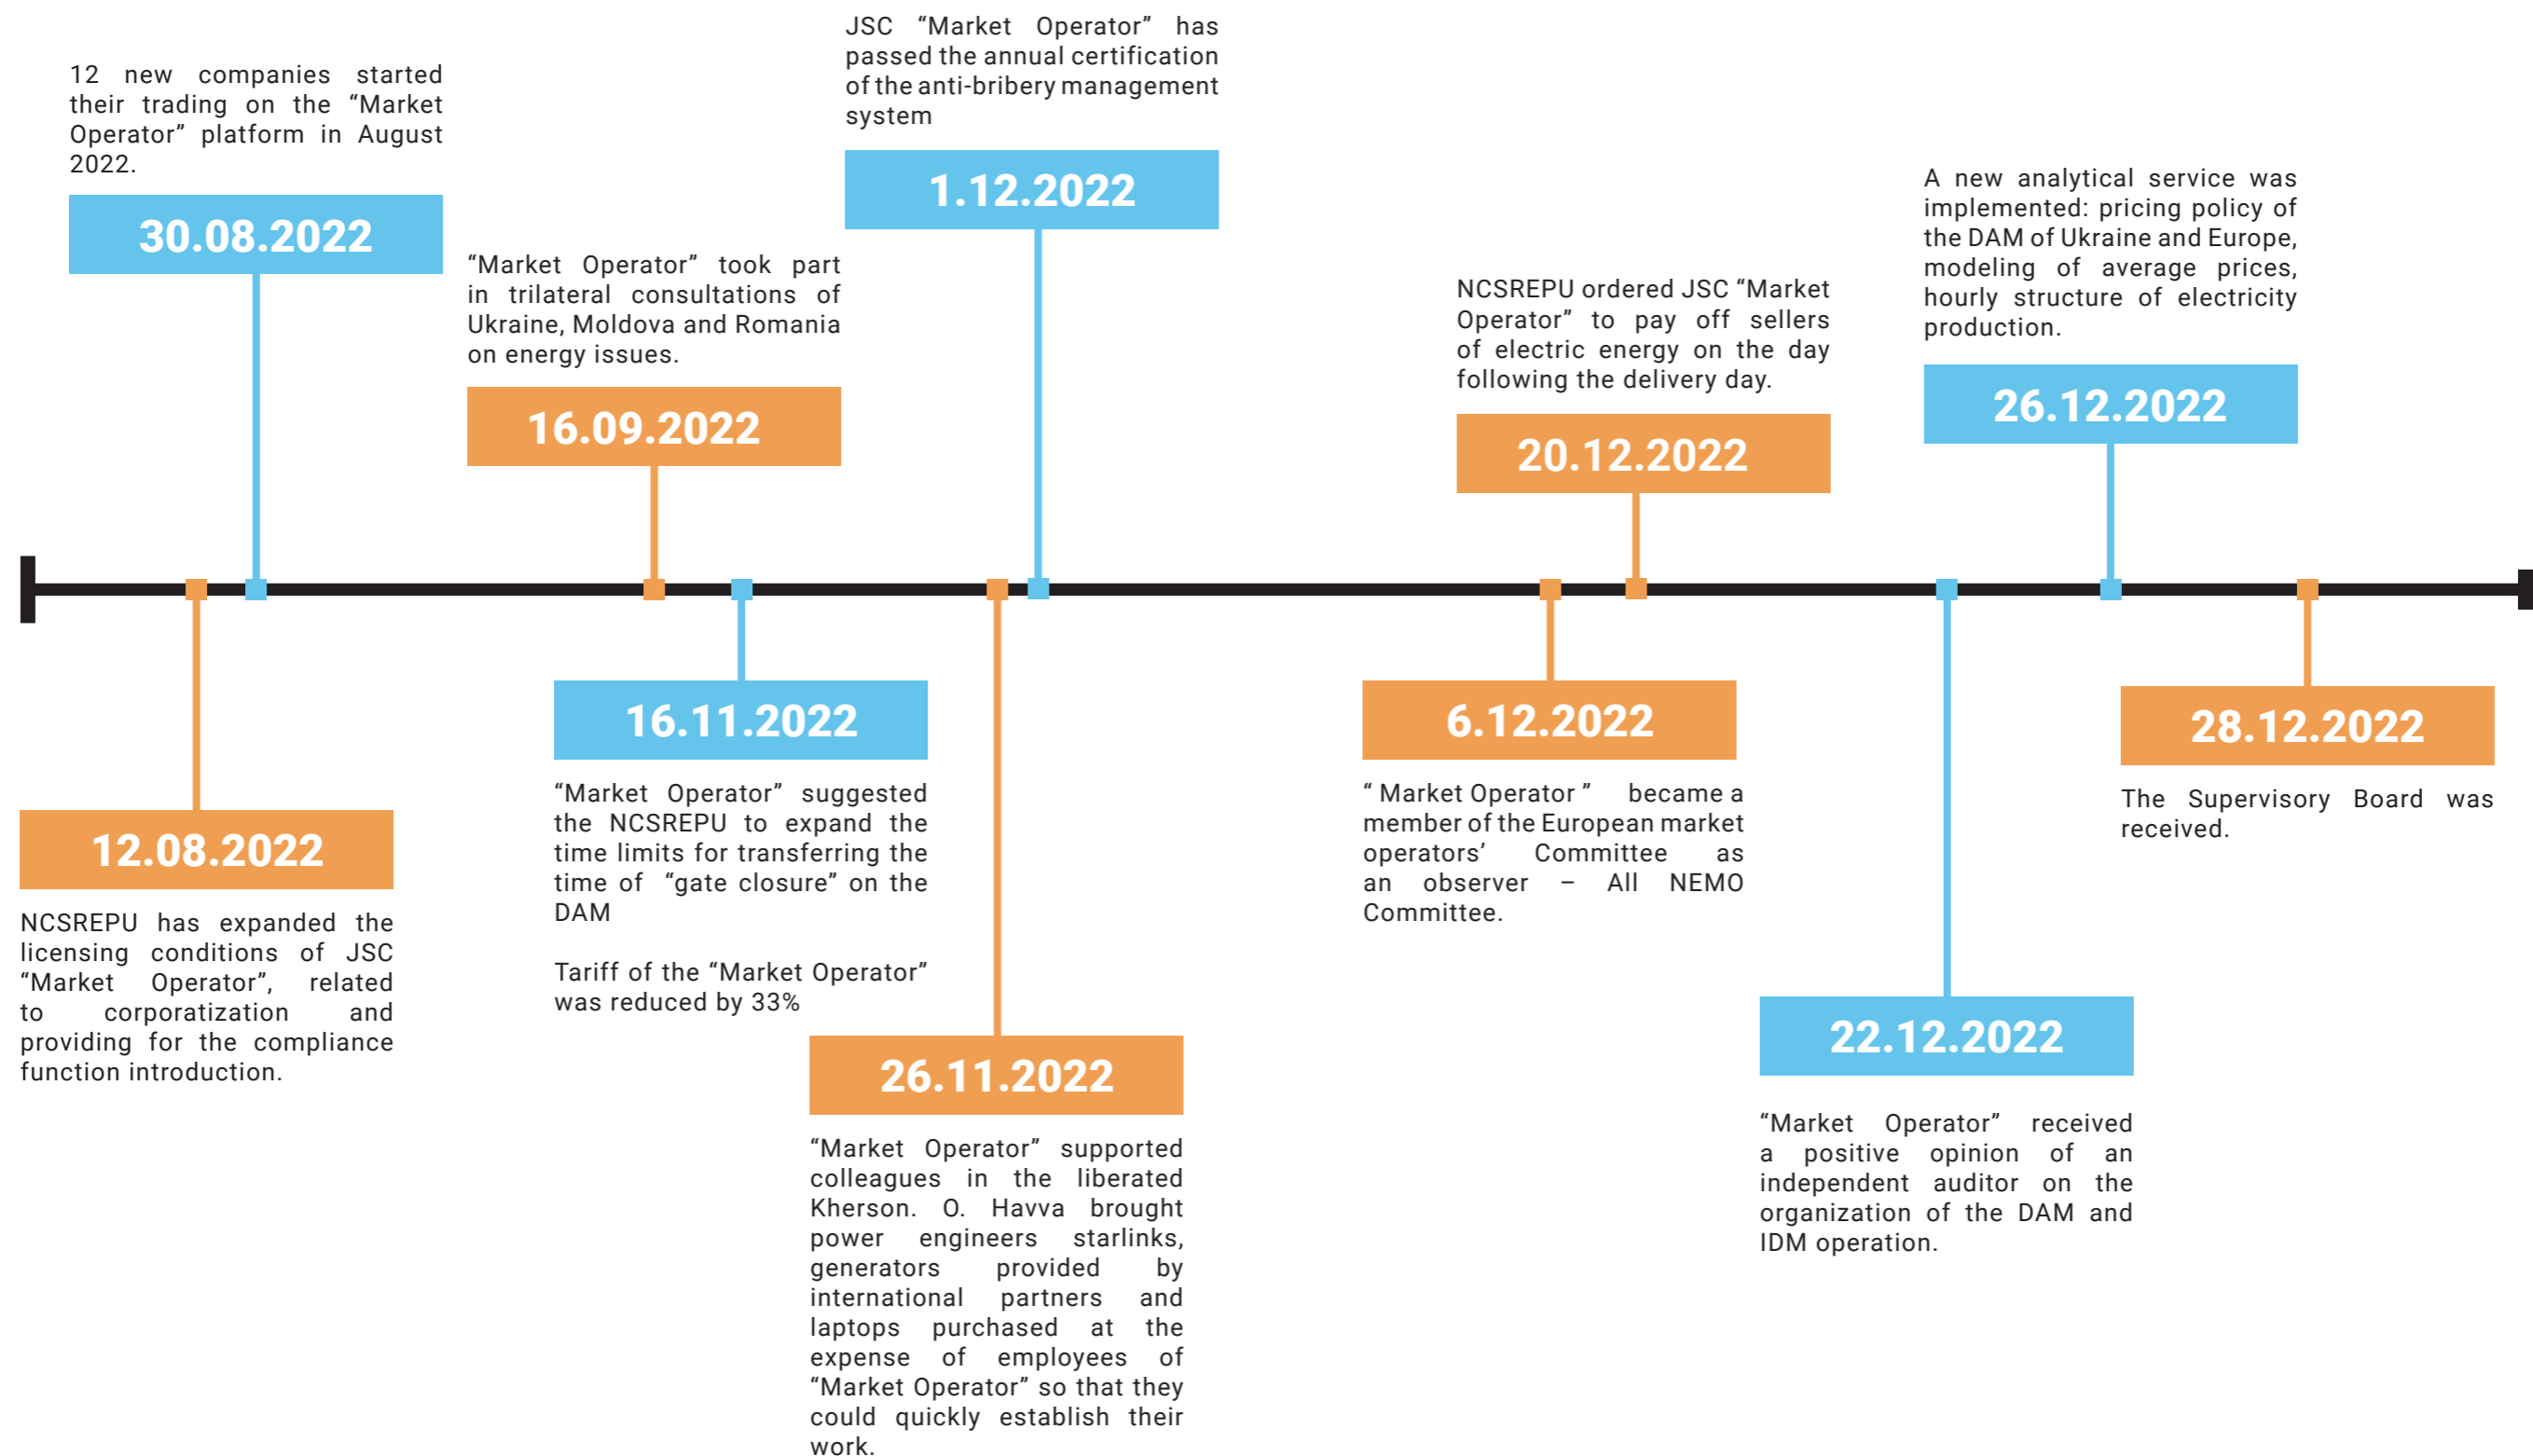 12 new companies started
their trading on the “Market
Operator” platform in August
2022.
30.08.2022
“Market Operator” took part
in trilateral consultations of
Ukraine, Moldova and Romania
on energy issues.
16.09.2022
JSC “Market Operator” has
passed the annual certification
of the anti-bribery management
system
1.12.2022
NCSREPU ordered JSC “Market
Operator” to pay off sellers
of electric energy on the day
following the delivery day.
20.12.2022
A new analytical service was
implemented: pricing policy of
the DAM of Ukraine and Europe,
modeling of average prices,
hourly structure of electricity
production.
26.12.2022
12.08.2022
NCSREPU has expanded the
licensing conditions of JSC
“Market Operator”, related
to corporatization and
providing for the compliance
function introduction.
16.11.2022
“Market Operator” suggested
the NCSREPU to expand the
time limits for transferring the
time of “gate closure” on the
DAM
Tariff of the “Market Operator”
was reduced by 33%
26.11.2022
“Market Operator” supported
colleagues in the liberated
Kherson. O. Havva brought
power engineers starlinks,
generators provided by
international partners and
laptops purchased at the
expense of employees of
“Market Operator” so that they
could quickly establish their
work.
6.12.2022
“ Market Operator ” became a
member of the European market
operators’ Committee as
an observer – All NEMO
Committee.
22.12.2022
“Market Operator” received
a positive opinion of an
independent auditor on the
organization of the DAM and
IDM operation.
28.12.2022
The Supervisory Board was
received.